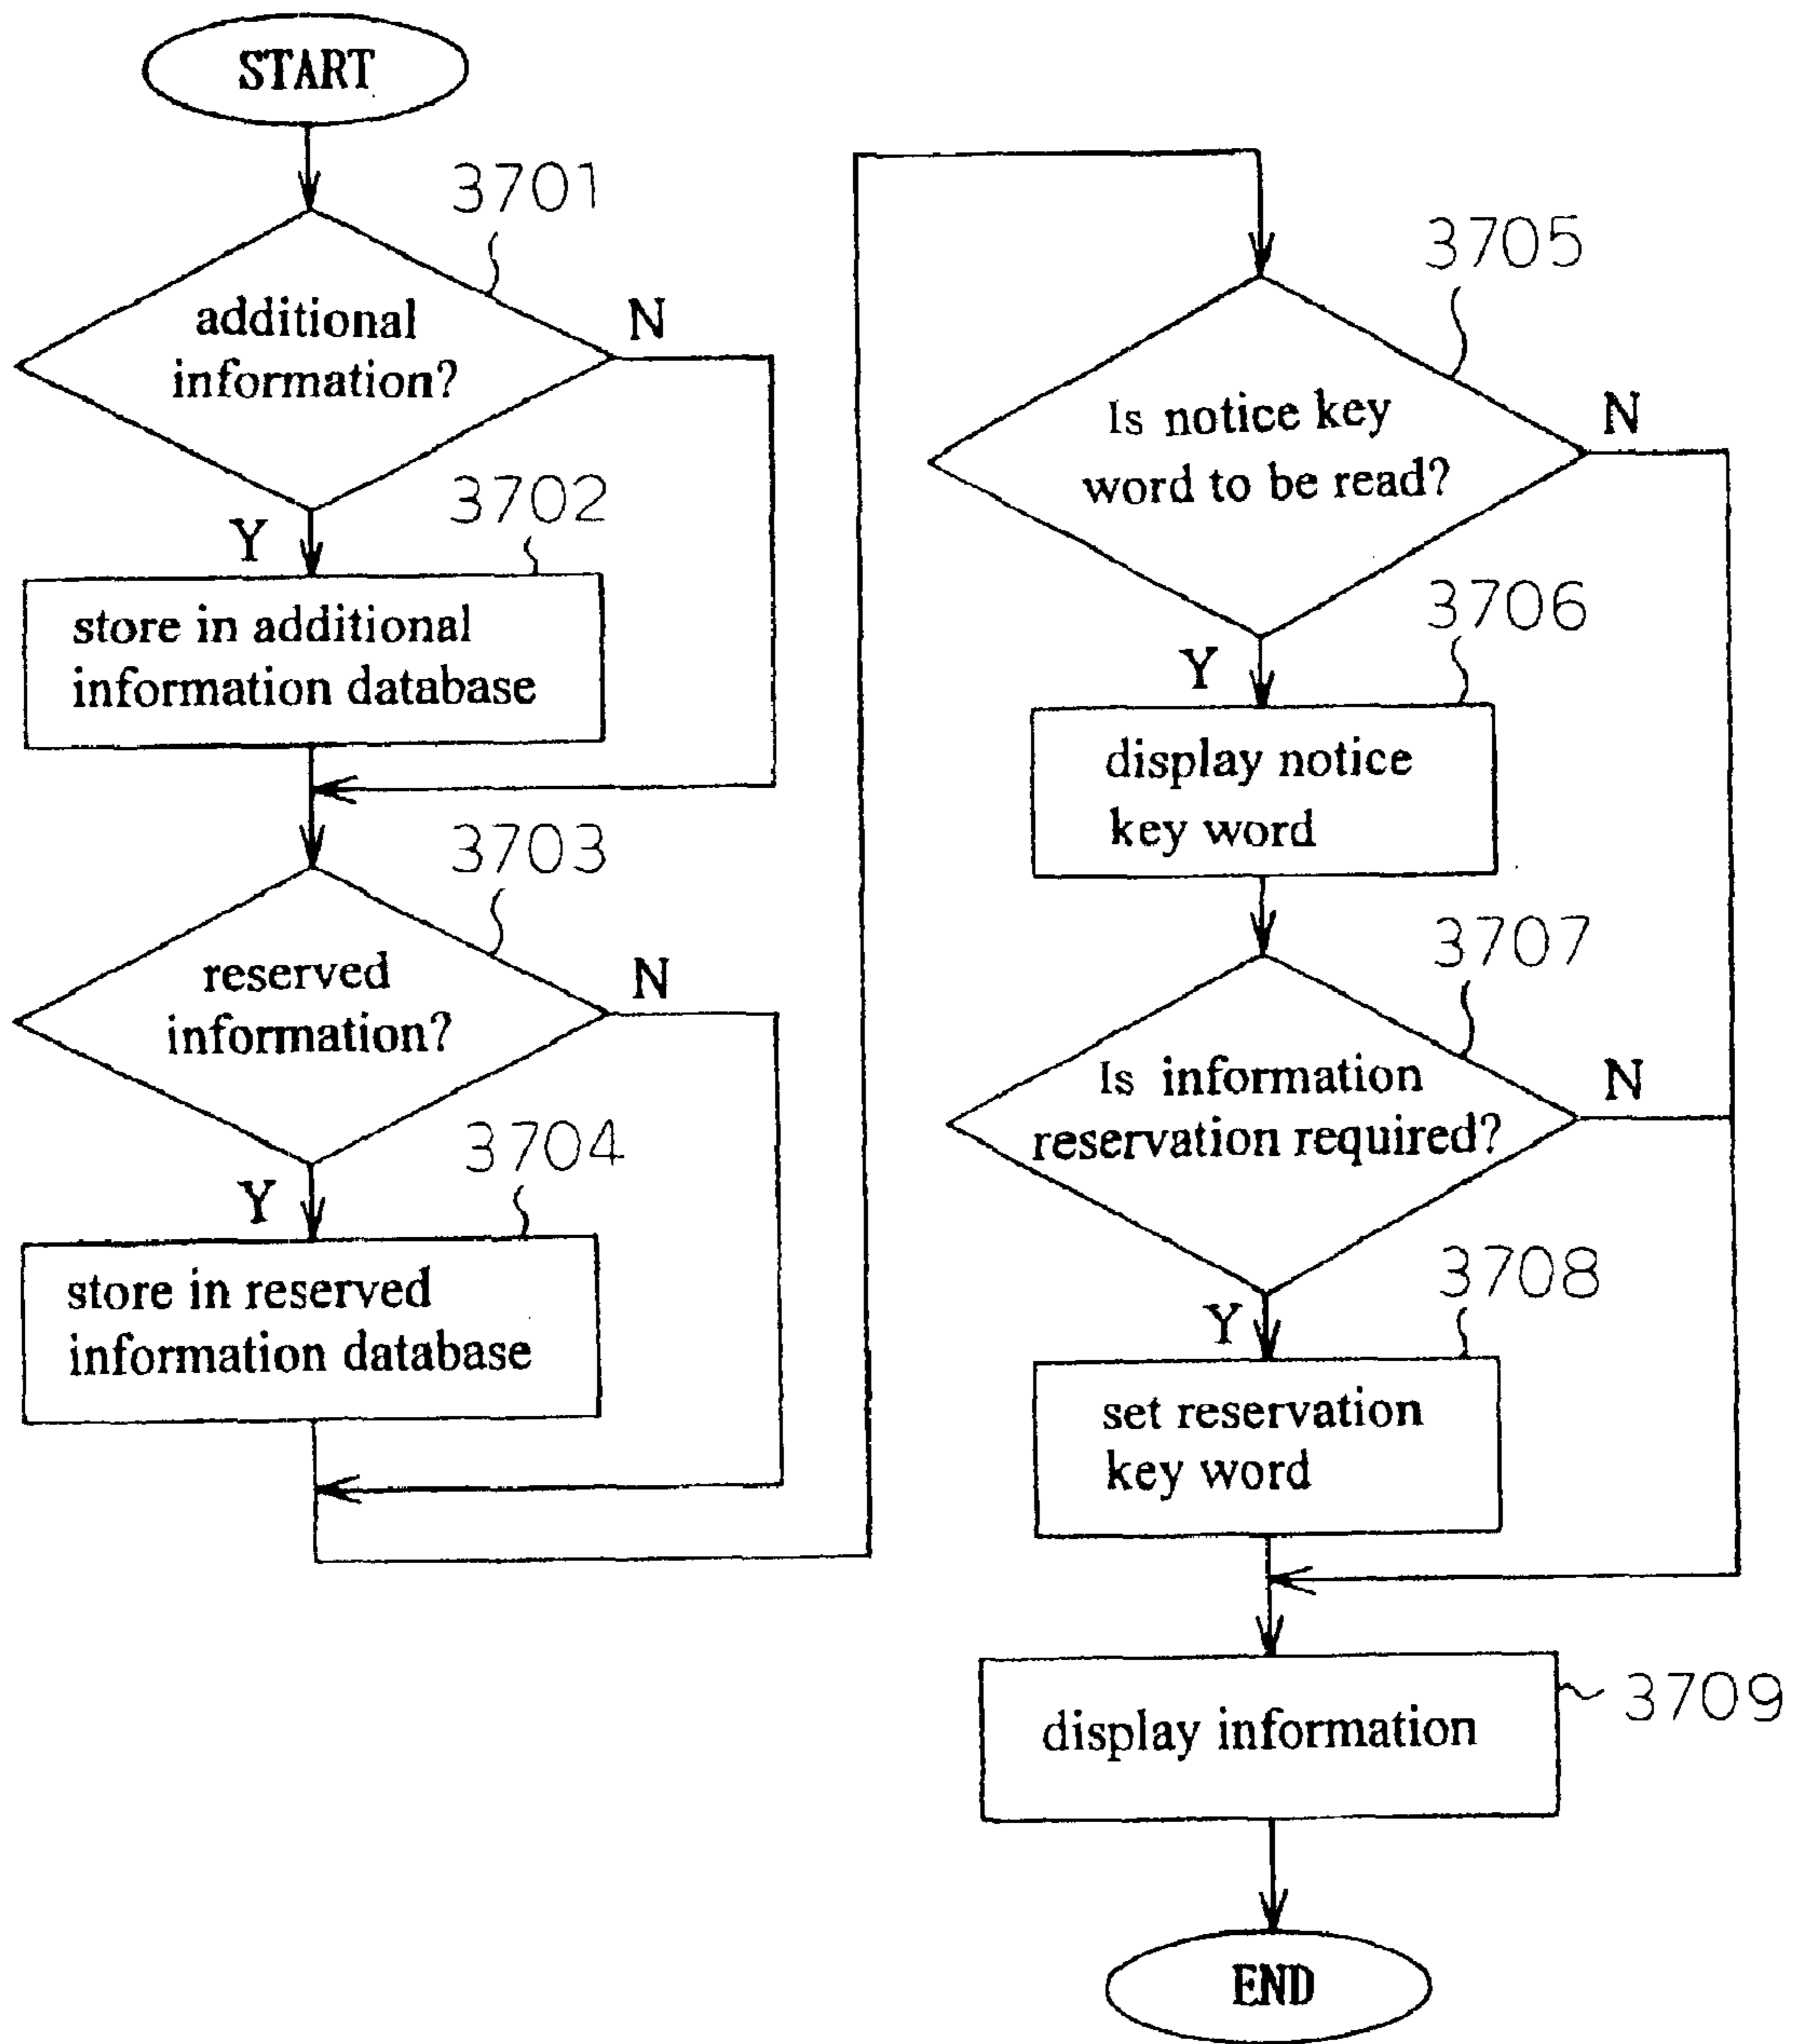 START
3701
additional
information?
N
Y
3702
store in additional
information database
3703
reserved
information?
N
Y
3704
store in reserved
information database
3705
Is notice key
word to be read?
N
Y
3706
display notice
key word
3707
Is information
reservation required?
N
Y
3708
set reservation
key word
display information
3709
END